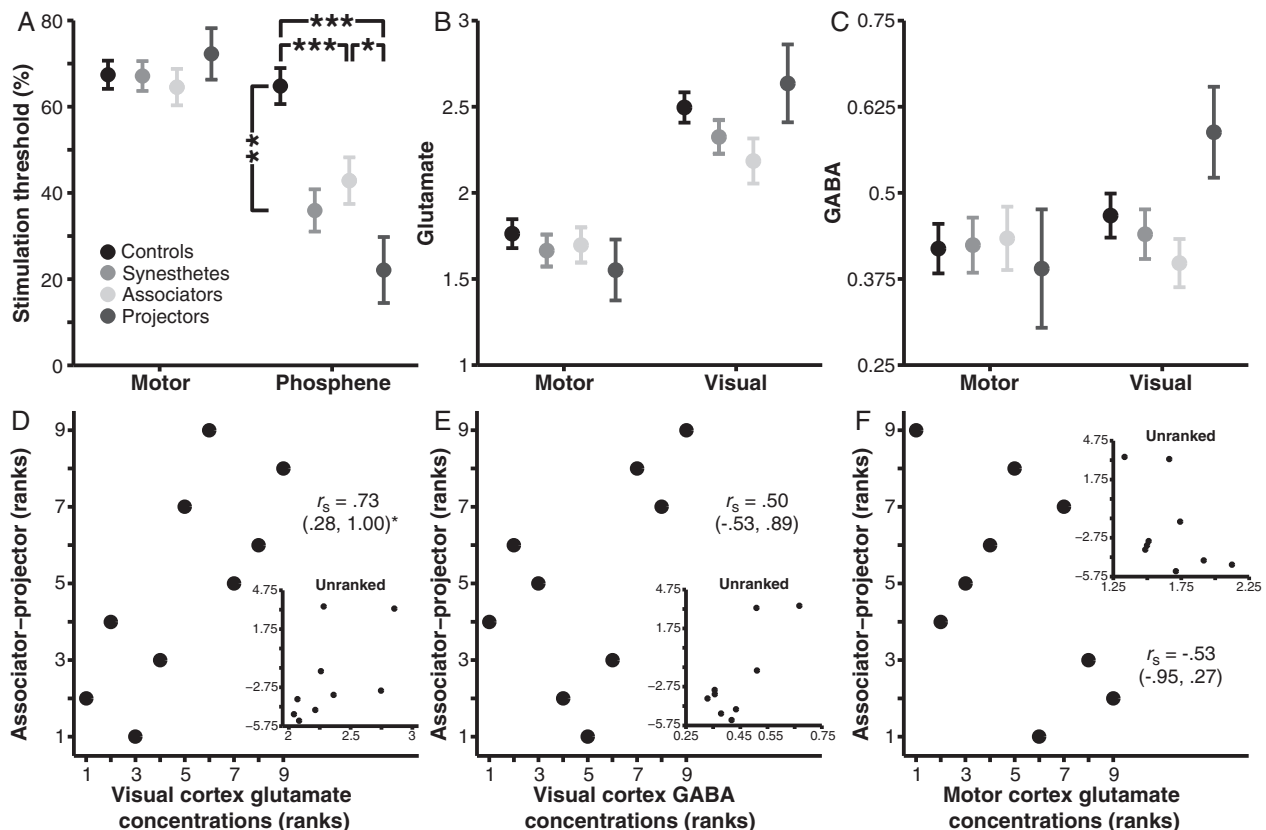 A
80
60
40
20
0
Stimulation threshold (%)
***
*** *
**
Controls
Synesthetes
Associators
Projectors
Motor Phosphene
B
3
2.5
2
1.5
1
Glutamate
Motor Visual
C
0.75
0.625
0.5
0.375
0.25
GABA
Motor Visual
D
9
7
5
3
1
Associator–projector (ranks)
rs = .73
(.28, 1.00)*
Unranked
4.75
1.75
−2.75
−5.75
2 2.5 3
1 3 5 7 9
Visual cortex glutamate
concentrations (ranks)
E
9
7
5
3
1
Associator–projector (ranks)
rs = .50
(-.53, .89)
Unranked
4.75
1.75
−2.75
−5.75
0.25 0.45 0.55 0.75
1 3 5 7 9
Visual cortex GABA
concentrations (ranks)
F
9
7
5
3
1
Associator–projector (ranks)
Unranked
4.75
1.75
−2.75
−5.75
1.25 1.75 2.25
rs = -.53
(-.95, .27)
1 3 5 7 9
Motor cortex glutamate
concentrations (ranks)